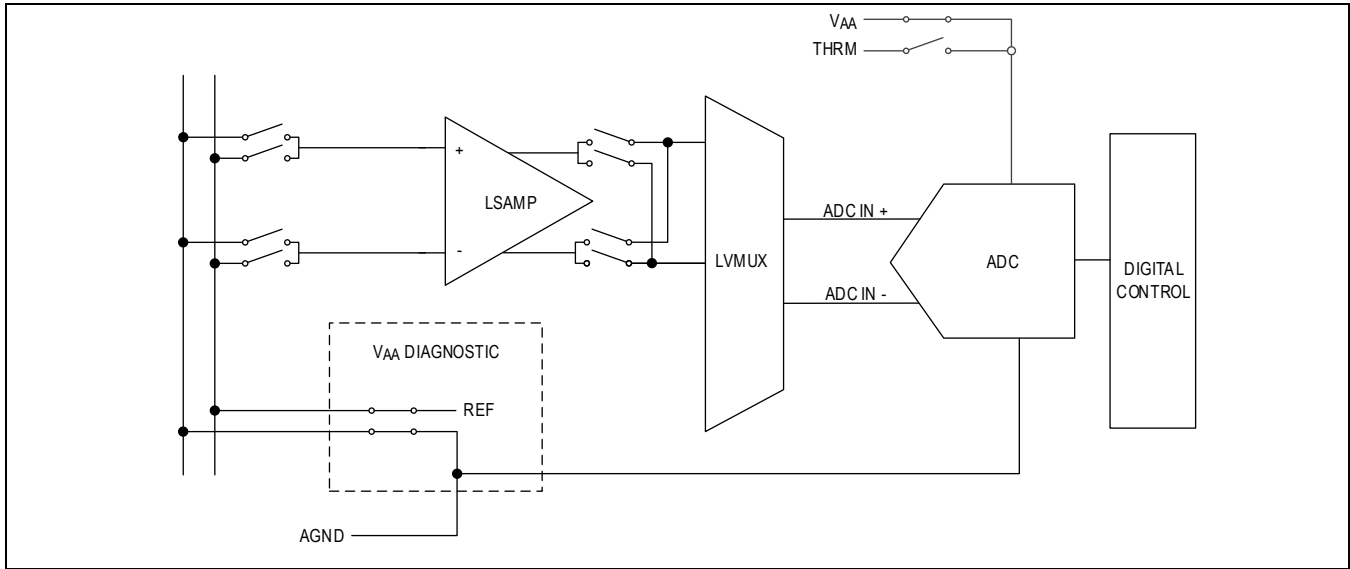 VAA
THRM
+
LSAMP
-
LVMUX
ADC IN +
ADC IN -
ADC
DIGITAL
CONTROL
VAA DIAGNOSTIC
REF
AGND